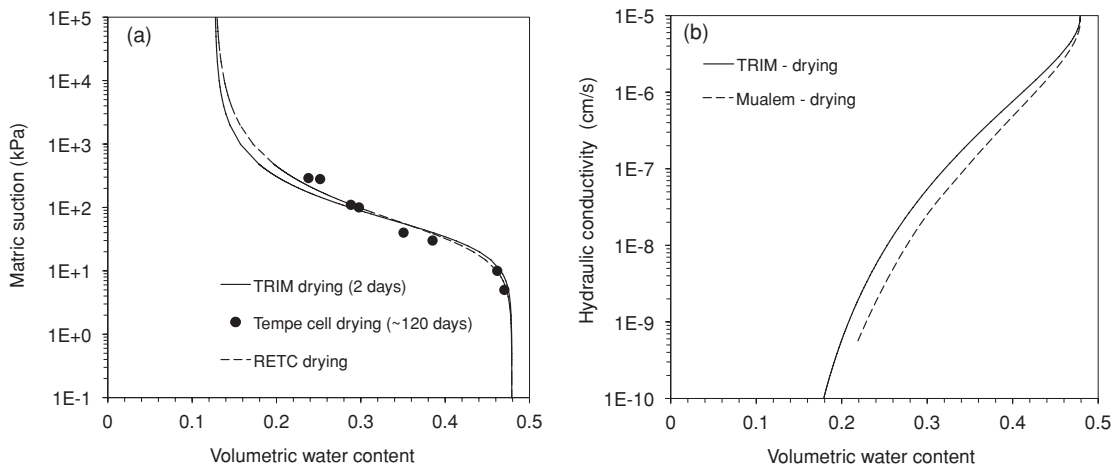 (a)
Matric suction (kPa)
1E+5
1E+4
1E+3
1E+2
1E+1
1E+0
1E-1
TRIM drying (2 days)
Tempe cell drying (~120 days)
RETC drying
0 0.1 0.2 0.3 0.4 0.5
Volumetric water content
(b)
Hydraulic conductivity (cm/s)
1E-5
1E-6
1E-7
1E-8
1E-9
1E-10
TRIM - drying
Mualem - drying
0 0.1 0.2 0.3 0.4 0.5
Volumetric water content